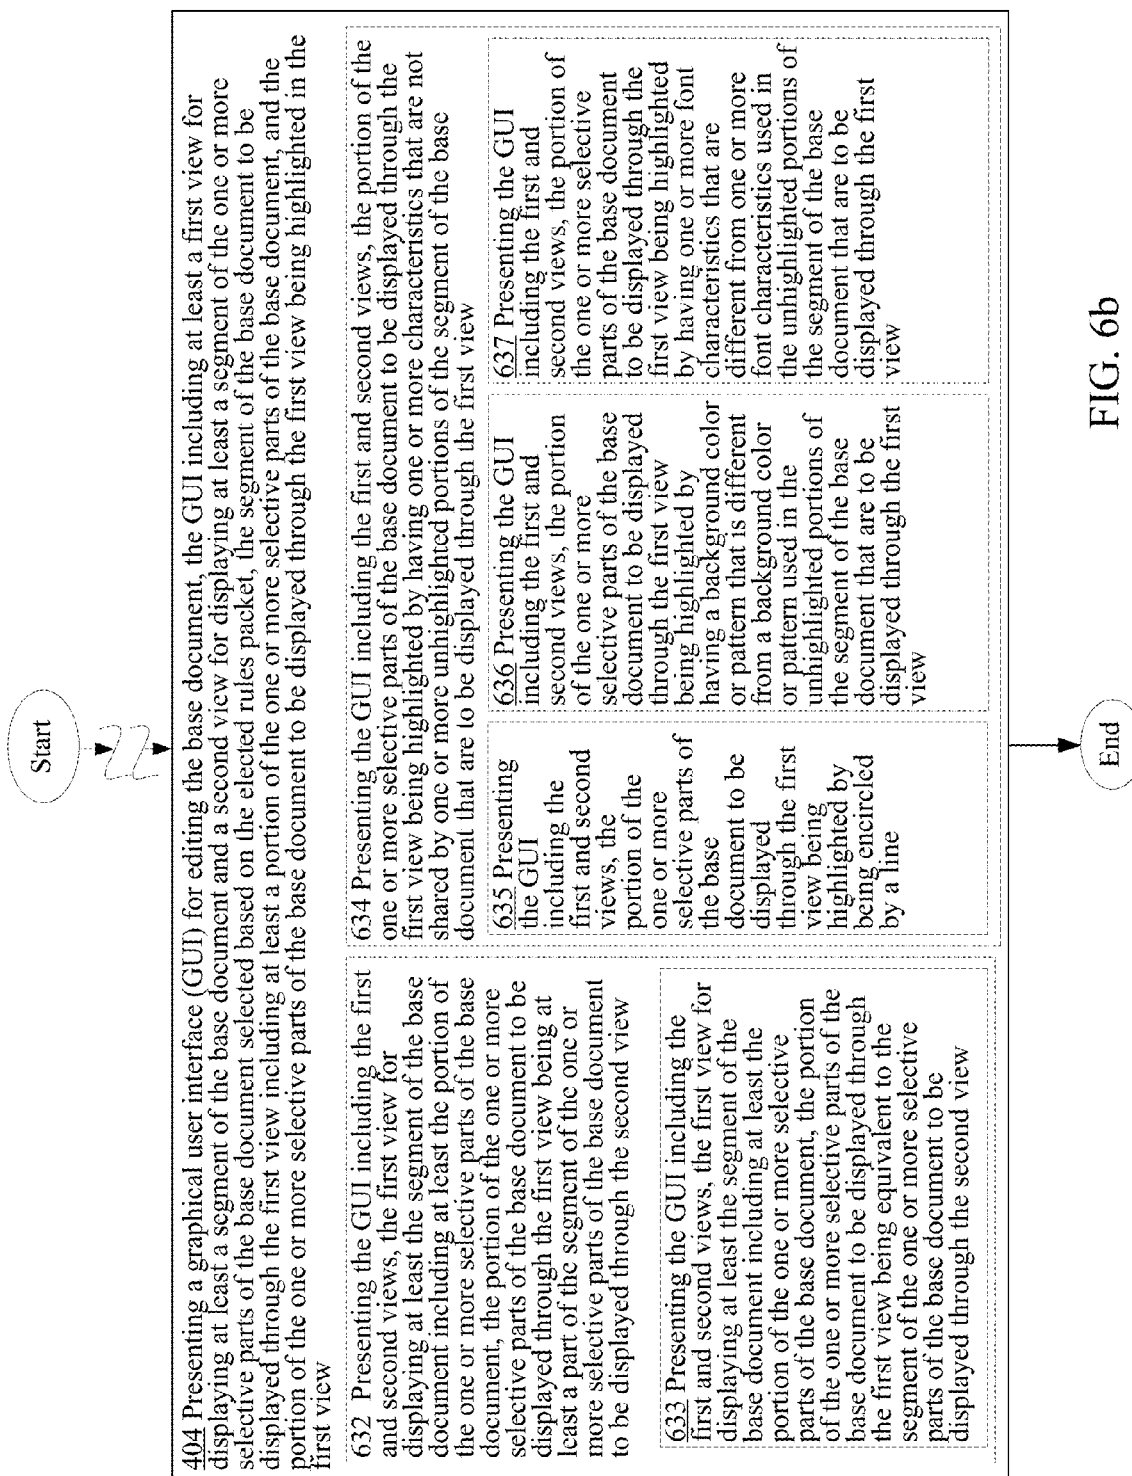 Start
404 Presenting a graphical user interface (GUI) for editing the base document, the GUI including at least a first view for
displaying at least a segment of the base document and a second view for displaying at least a segment of the one or more
selective parts of the base document selected based on the elected rules packet, the segment of the base document to be
displayed through the first view including at least a portion of the one or more selective parts of the base document, and the
portion of the one or more selective parts of the base document to be displayed through the first view being highlighted in the
first view
632 Presenting the GUI including the first
and second views, the first view for
displaying at least the segment of the base
document including at least the portion of
the one or more selective parts of the base
document, the portion of the one or more
selective parts of the base document to be
displayed through the first view being at
least a part of the segment of the one or
more selective parts of the base document
to be displayed through the second view
633 Presenting the GUI including the
first and second views, the first view for
displaying at least the segment of the
base document including at least the
portion of the one or more selective
parts of the base document, the portion
of the one or more selective parts of the
base document to be displayed through
the first view being equivalent to the
segment of the one or more selective
parts of the base document to be
displayed through the second view
634 Presenting the GUI including the first and second views, the portion of the
one or more selective parts of the base document to be displayed through the
first view being highlighted by having one or more characteristics that are not
shared by one or more unhighlighted portions of the segment of the base
document that are to be displayed through the first view
635 Presenting
the GUI
including the
first and second
views, the
portion of the
one or more
selective parts of
the base
document to be
displayed
through the first
view being
highlighted by
being encircled
by a line
636 Presenting the GUI
including the first and
second views, the portion
of the one or more
selective parts of the base
document to be displayed
through the first view
being highlighted by
having a background color
or pattern that is different
from a background color
or pattern used in the
unhighlighted portions of
the segment of the base
document that are to be
displayed through the first
view
637 Presenting the GUI
including the first and
second views, the portion of
the one or more selective
parts of the base document
to be displayed through the
first view being highlighted
by having one or more font
characteristics that are
different from one or more
font characteristics used in
the unhighlighted portions of
the segment of the base
document that are to be
displayed through the first
view
End
FIG. 6b